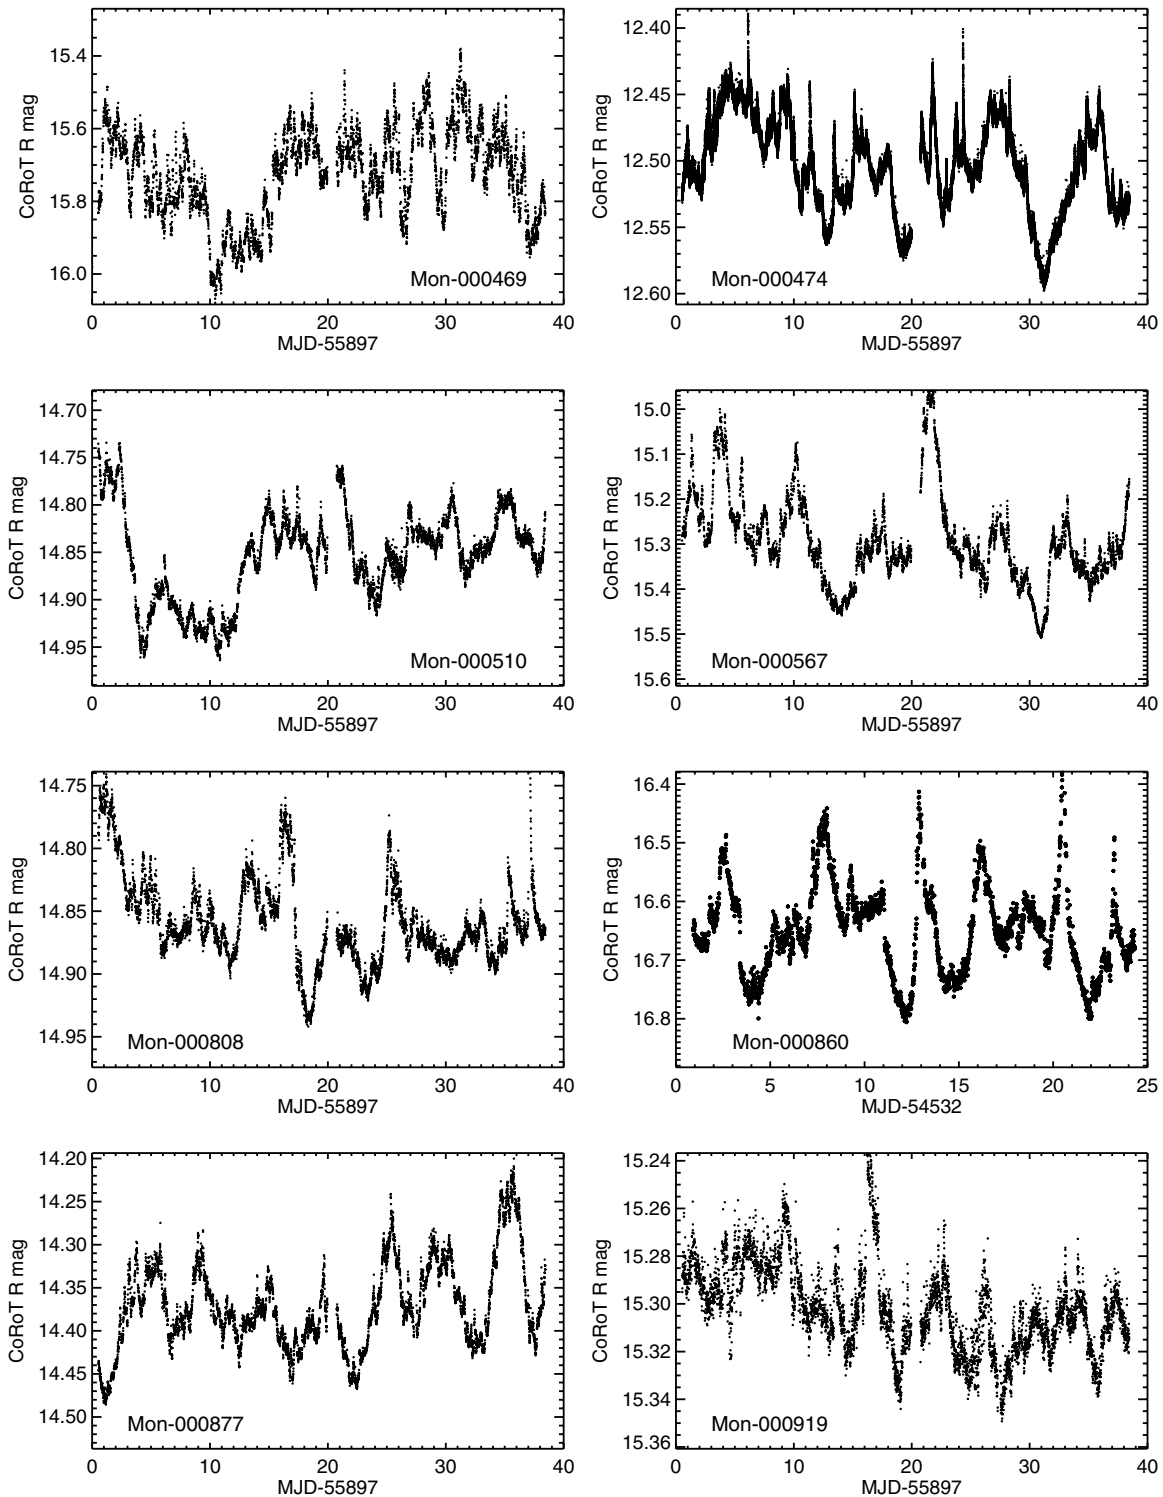 15.4
15.6
15.8
16.0
CoRoT R mag
Mon-000469
0 10 20 30 40
MJD-55897
12.40
12.45
12.50
12.55
12.60
CoRoT R mag
Mon-000474
0 10 20 30 40
MJD-55897
14.70
14.75
14.80
14.85
14.90
14.95
CoRoT R mag
Mon-000510
0 10 20 30 40
MJD-55897
15.0
15.1
15.2
15.3
15.4
15.5
15.6
CoRoT R mag
Mon-000567
0 10 20 30 40
MJD-55897
14.75
14.80
14.85
14.90
14.95
CoRoT R mag
Mon-000808
0 10 20 30 40
MJD-55897
16.4
16.5
16.6
16.7
16.8
CoRoT R mag
Mon-000860
0 5 10 15 20 25
MJD-54532
14.20
14.25
14.30
14.35
14.40
14.45
14.50
CoRoT R mag
Mon-000877
0 10 20 30 40
MJD-55897
15.24
15.26
15.28
15.30
15.32
15.34
15.36
CoRoT R mag
Mon-000919
0 10 20 30 40
MJD-55897